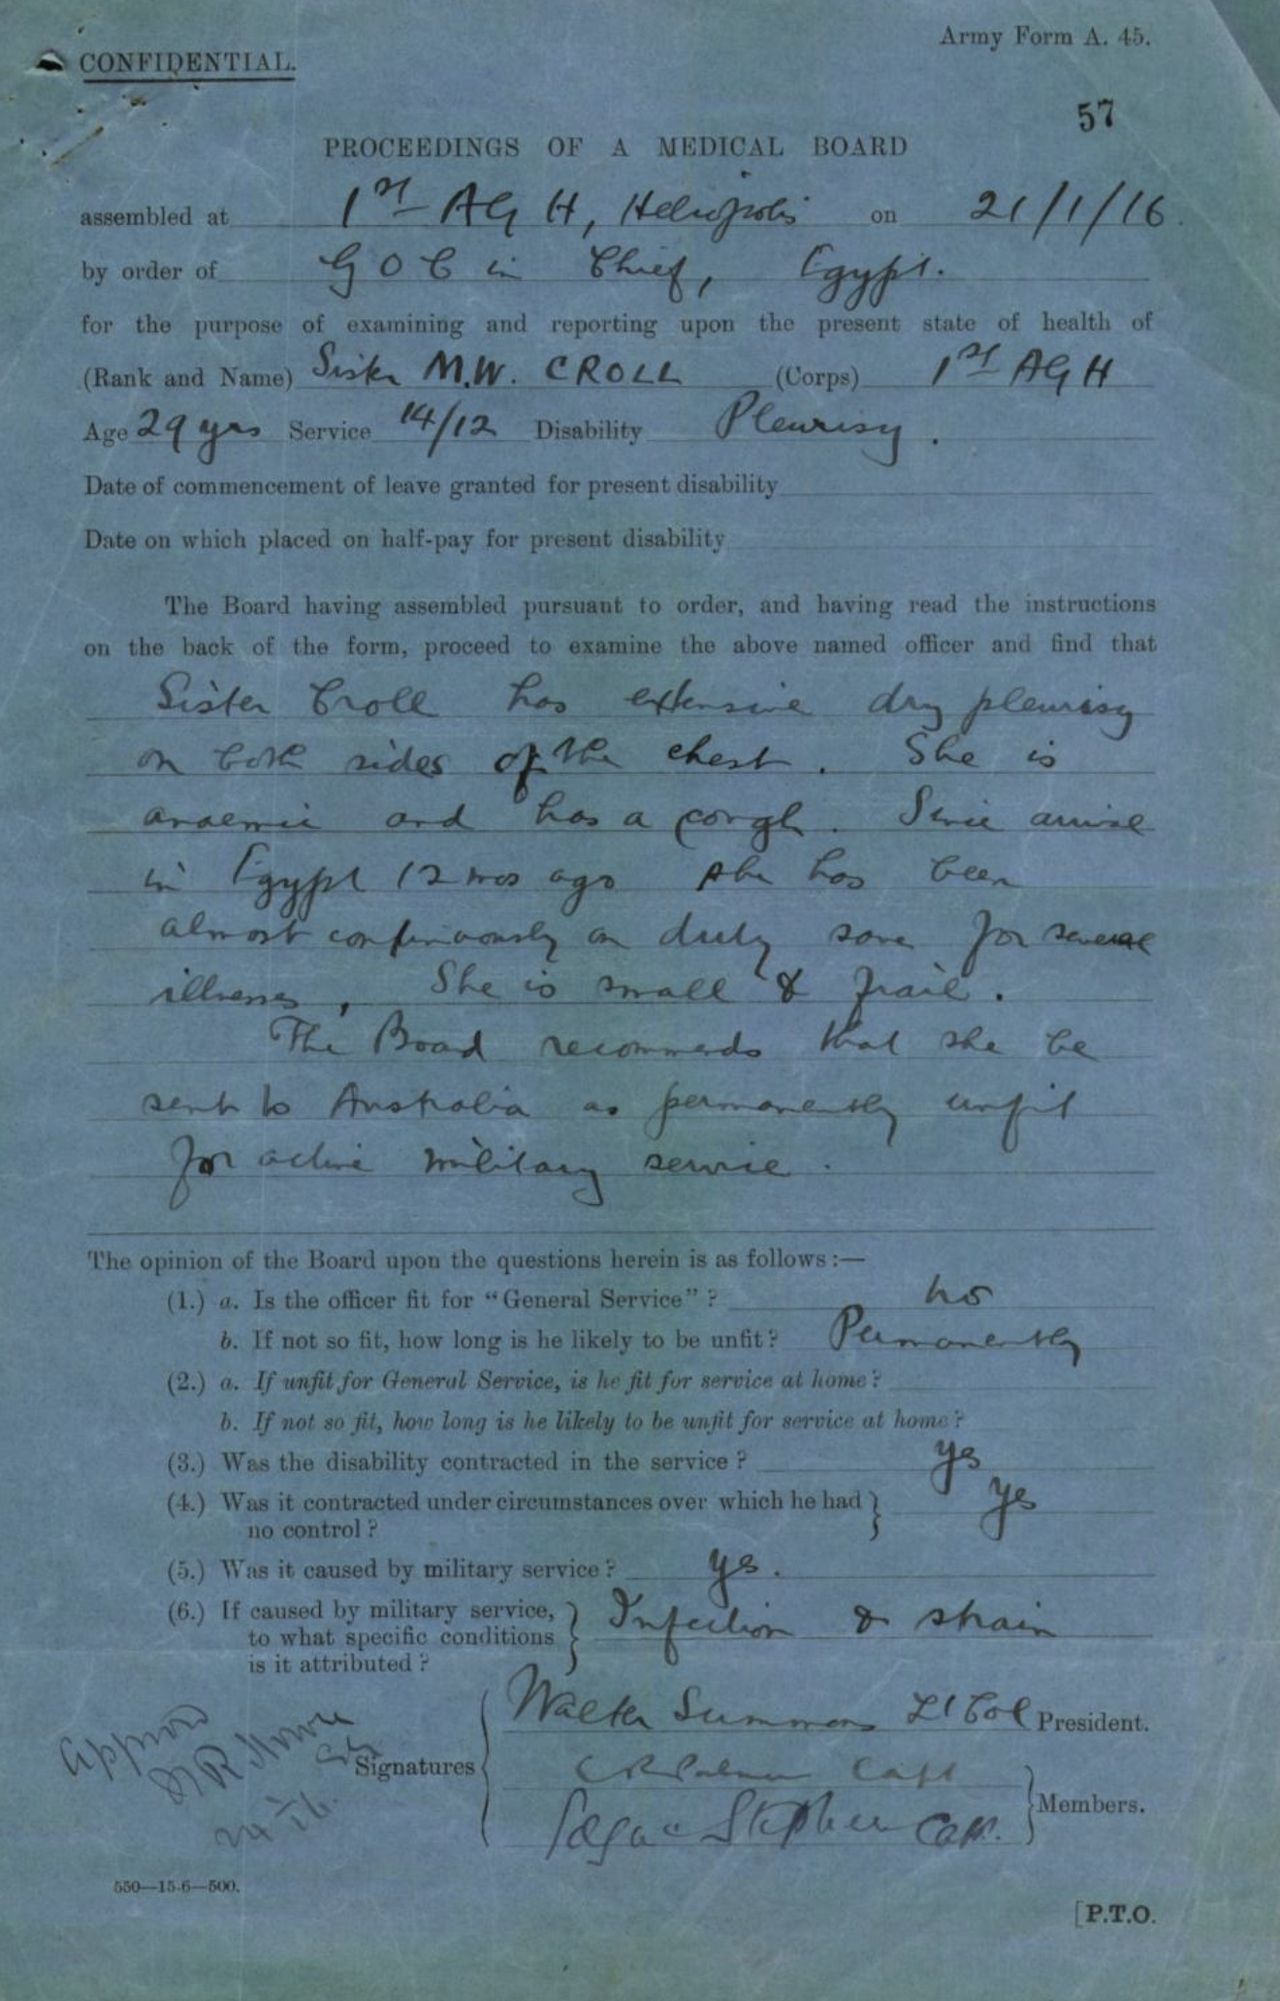 Army Form A. 45.
CONFIDENTIAL.
57
PROCEEDINGS OF A MEDICAL BOARD
assembled at 1st AGH, Heliopolis on 21/1/16.
by order of GOC in Chief, Egypt.
for the purpose of examining and reporting upon the present state of health of
(Rank and Name) Sister M.W. CROLL (Corps) 1st AGH
Age 29 yrs Service 14/12 Disability Pleurisy.
Date of commencement of leave granted for present disability
Date on which placed on half-pay for present disability
The Board having assembled pursuant to order, and having read the instructions
on the back of the form, proceed to examine the above named officer and find that
Sister Croll has extensive dry pleurisy
on both sides of the chest. She is
anaemic and has a cough. Since arrival
in Egypt 12 mos ago she has been
almost continuously on duty save for several
illnesses, She is small & frail.
The Board recommends that she be
sent to Australia as permanently unfit
for active military service.
The opinion of the Board upon the questions herein is as follows:—
(1.) a. Is the officer fit for "General Service"? no
b. If not so fit, how long is he likely to be unfit? Permanently
(2.) a. If unfit for General Service, is he fit for service at home?
b. If not so fit, how long is he likely to be unfit for service at home?
(3.) Was the disability contracted in the service? yes
(4.) Was it contracted under circumstances over which he had } yes
no control?
(5.) Was it caused by military service? yes.
(6.) If caused by military service, } Infection & strain
to what specific conditions
is it attributed?
Walter Summons Lt Col President.
Approved
Signatures
C R Palmer Capt
24 1/16.
Members.
Edgar Stephen Capt.
550—15-6—500.
[P.T.O.